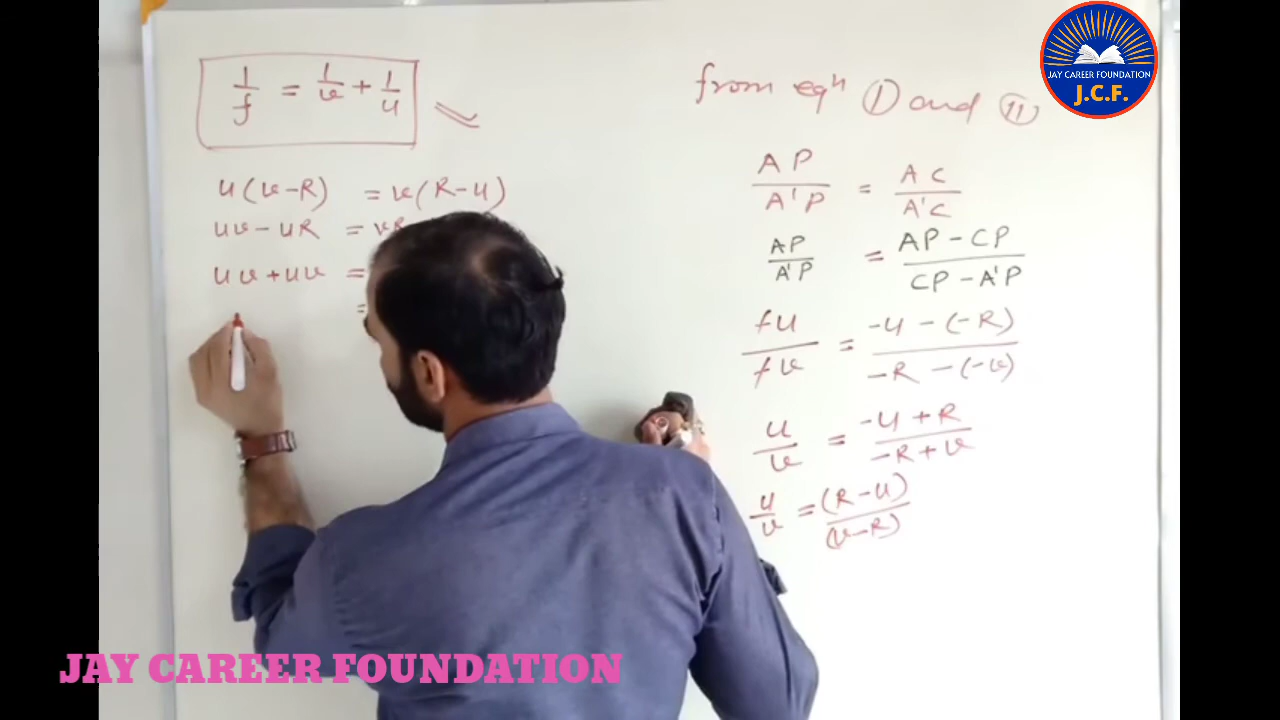 1/f = 1/v + 1/u
u(v-R) = v(R-u)
uv - uR = vR
uv + uv =
=
from eqn I and II
AP/A'P = AC/A'C
AP/A'P = AP - CP/CP - A'P
fu/fv = -u - (-R)/-R - (-v)
u/v = -u + R/-R + v
u/v = (R-u)/(v-R)
JAY CAREER FOUNDATION
J.C.F.
JAY CAREER FOUNDATION